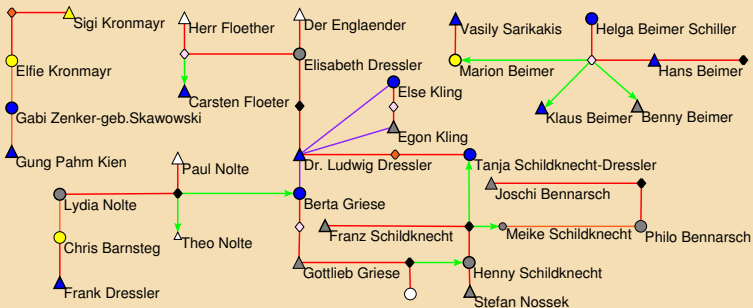 Sigi Kronmayr
Herr Floether
Der Englaender
Vasily Sarikakis
Helga Beimer Schiller
Elfie Kronmayr
Elisabeth Dressler
Marion Beimer
Hans Beimer
Carsten Floeter
Else Kling
Gabi Zenker-geb.Skawowski
Klaus Beimer
Benny Beimer
Egon Kling
Gung Pahm Kien
Paul Nolte
Dr. Ludwig Dressler
Tanja Schildknecht-Dressler
Joschi Bennarsch
Lydia Nolte
Berta Griese
Theo Nolte
Franz Schildknecht
Meike Schildknecht
Philo Bennarsch
Chris Barnsteg
Gottlieb Griese
Henny Schildknecht
Frank Dressler
Stefan Nossek